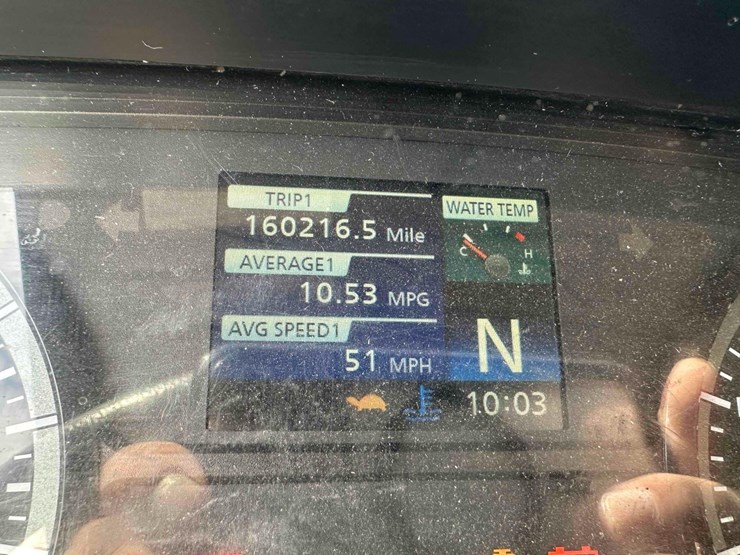 TRIP1
160216.5 Mile
AVERAGE1
10.53 MPG
AVG SPEED1
51 MPH
WATER TEMP
C H
N
10:03